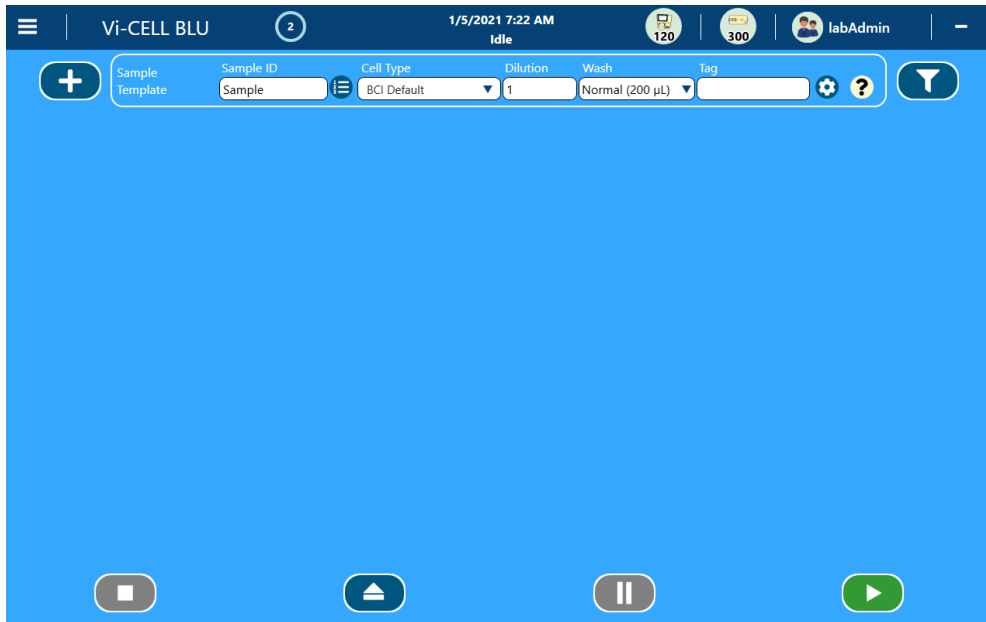 Vi-CELL BLU
2
1/5/2021 7:22 AM
Idle
120
300
labAdmin
Sample
Template
Sample ID
Sample
Cell Type
BCI Default
Dilution
1
Wash
Normal (200 µL)
Tag
?